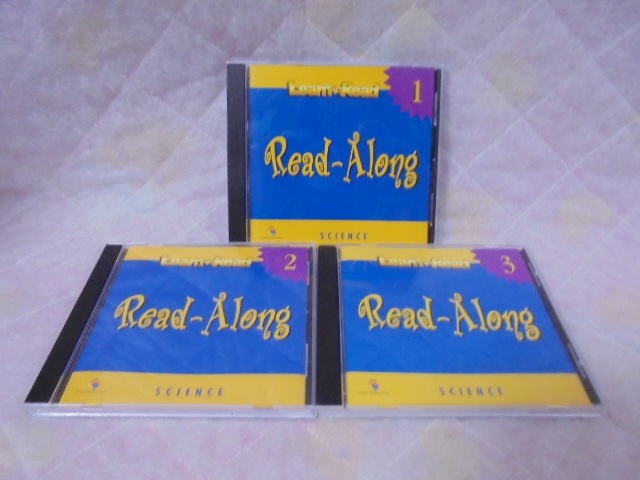 Learn to Read
1
Read-Along
SCIENCE
Learn to Read
2
Read-Along
SCIENCE
Learn to Read
3
Read-Along
SCIENCE